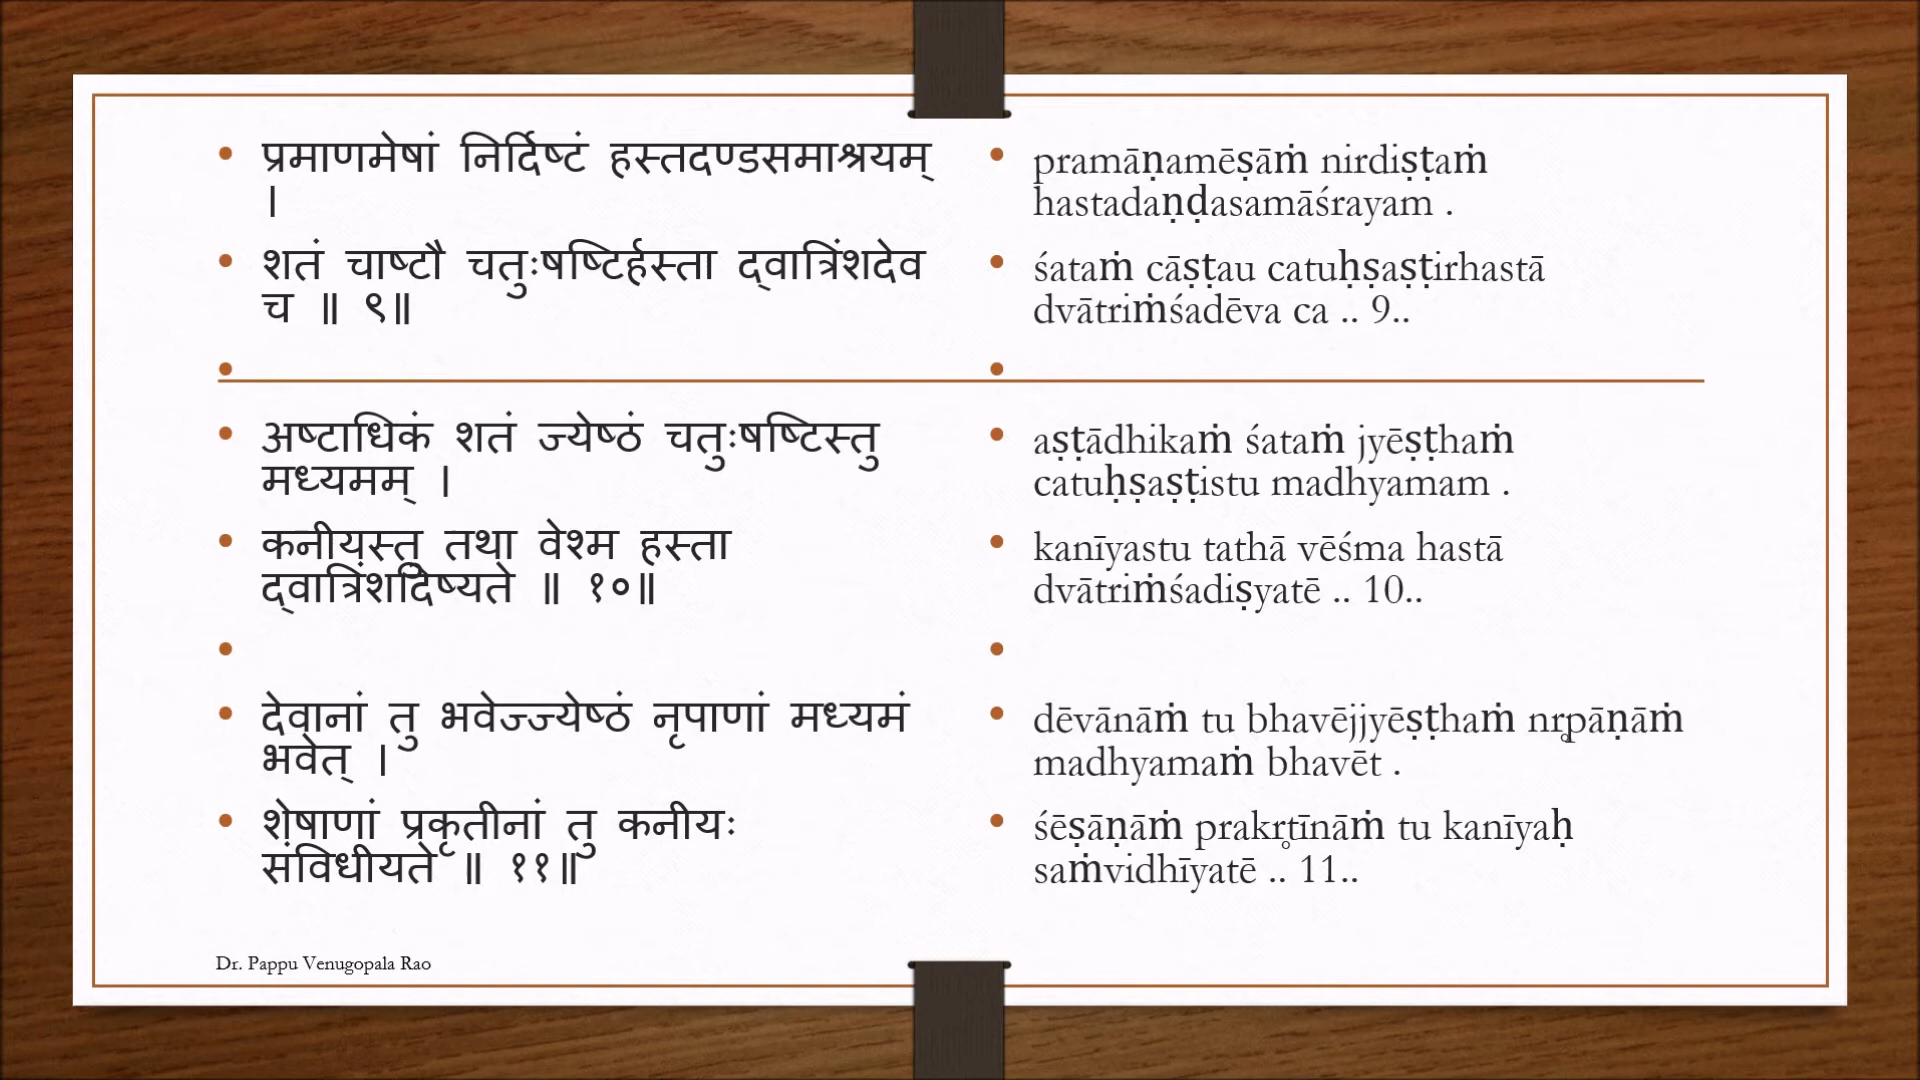 प्रमाणमेषां निर्दिष्टं हस्तदण्डसमाश्रयम्
।
शतं चाष्टौ चतुःषष्टिर्हस्ता द्वात्रिंशदेव
च ॥ ९॥
अष्टाधिकं शतं ज्येष्ठं चतुःषष्टिस्तु
मध्यमम् ।
कनीयस्तु तथा वेश्म हस्ता
द्वात्रिंशदिष्यते ॥ १०॥
देवानां तु भवेज्ज्येष्ठं नृपाणां मध्यमं
भवेत् ।
शेषाणां प्रकृतीनां तु कनीयः
संविधीयते ॥ ११॥
pramāṇamēṣāṁ nirdiṣṭaṁ
hastadaṇḍasamāśrayam .
śataṁ cāṣṭau catuḥṣaṣṭirhastā
dvātriṁśadēva ca .. 9..
aṣṭādhikaṁ śataṁ jyēṣṭhaṁ
catuḥṣaṣṭistu madhyamam .
kanīyastu tathā vēśma hastā
dvātriṁśadiṣyatē .. 10..
dēvānāṁ tu bhavējjyēṣṭhaṁ nr̥pāṇāṁ
madhyamaṁ bhavēt .
śēṣāṇāṁ prakr̥tīnāṁ tu kanīyaḥ
saṁvidhīyatē .. 11..
Dr. Pappu Venugopala Rao